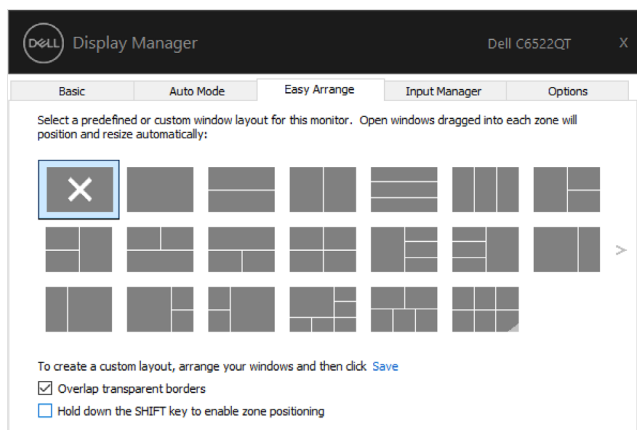 DELL Display Manager Dell C6522QT X
Basic Auto Mode Easy Arrange Input Manager Options
Select a predefined or custom window layout for this monitor. Open windows dragged into each zone will
position and resize automatically:
To create a custom layout, arrange your windows and then click Save
Overlap transparent borders
Hold down the SHIFT key to enable zone positioning